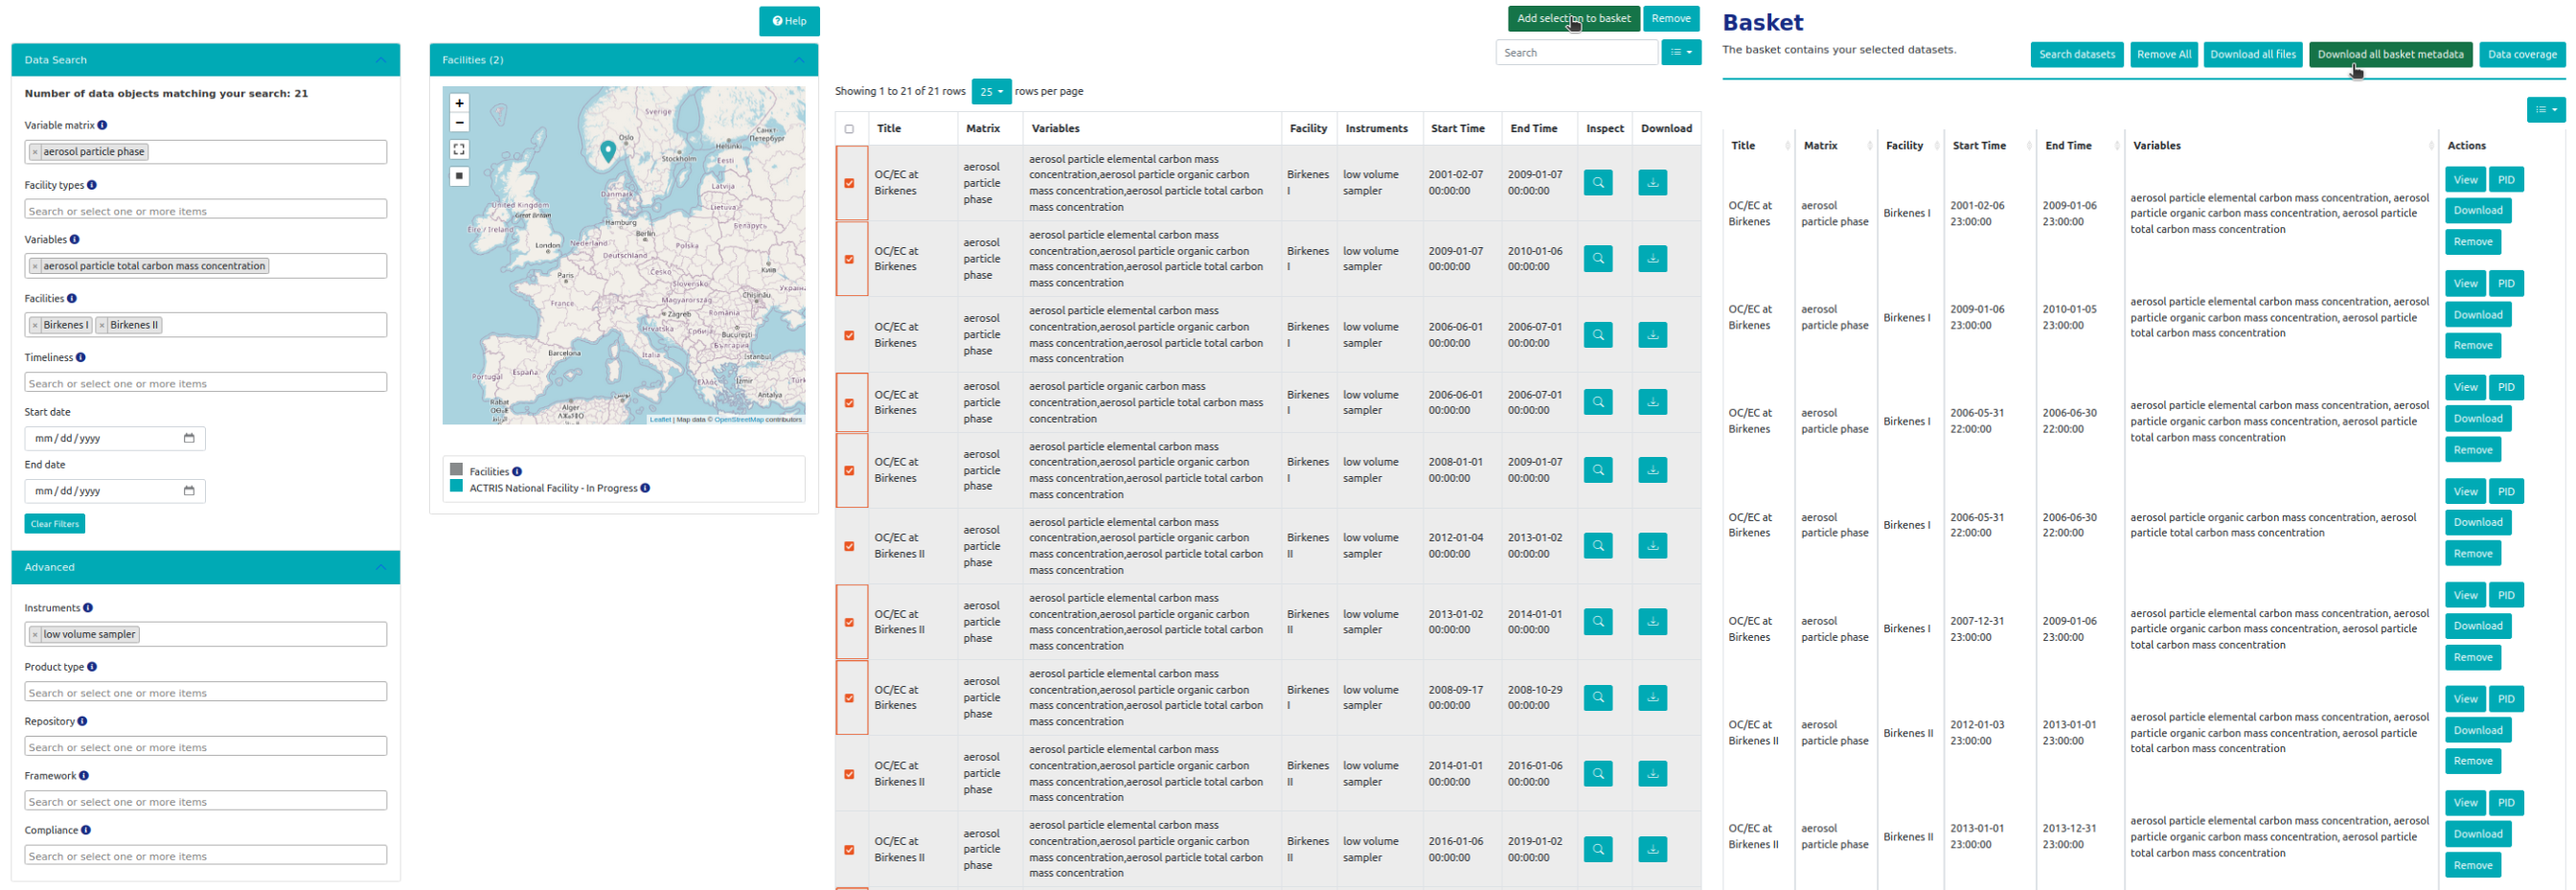 Help
Data Search
Number of data objects matching your search: 21
Variable matrix
× aerosol particle phase
Facility types
Search or select one or more items
Variables
× aerosol particle total carbon mass concentration
Facilities
× Birkenes I × Birkenes II
Timeliness
Search or select one or more items
Start date
mm/dd/yyyy
End date
mm/dd/yyyy
Clear Filters
Advanced
Instruments
× low volume sampler
Product type
Search or select one or more items
Repository
Search or select one or more items
Framework
Search or select one or more items
Compliance
Search or select one or more items
Facilities (2)
+
−
Sverige
Oslo
Helsinki
Санкт-Петербург
Stockholm
Eesti
Latvija
Danmark
Lietuva
United Kingdom
Great Britain
Éire / Ireland
Hamburg
Беларусь
London
Nederland
Berlin
Polska
Deutschland
Paris
Česko
Київ
Slovensko
Україна
France
Magyarország
Chișinău
Zagreb
România
Hrvatska
Србија
București
Barcelona
Italia
България
İstanbul
Portugal
España
Ελλάς
İzmir
Antalya
Rabat
Alger
Leaflet | Map data © OpenStreetMap contributors
Facilities
ACTRIS National Facility - In Progress
Add selection to basket Remove
Search
Showing 1 to 21 of 21 rows 25 rows per page
Title Matrix Variables Facility Instruments Start Time End Time Inspect Download
OC/EC at Birkenes aerosol particle phase aerosol particle elemental carbon mass concentration,aerosol particle organic carbon mass concentration,aerosol particle total carbon mass concentration Birkenes I low volume sampler 2001-02-07 00:00:00 2009-01-07 00:00:00
OC/EC at Birkenes aerosol particle phase aerosol particle elemental carbon mass concentration,aerosol particle organic carbon mass concentration,aerosol particle total carbon mass concentration Birkenes I low volume sampler 2009-01-07 00:00:00 2010-01-06 00:00:00
OC/EC at Birkenes aerosol particle phase aerosol particle elemental carbon mass concentration,aerosol particle organic carbon mass concentration,aerosol particle total carbon mass concentration Birkenes I low volume sampler 2006-06-01 00:00:00 2006-07-01 00:00:00
OC/EC at Birkenes aerosol particle phase aerosol particle organic carbon mass concentration,aerosol particle total carbon mass concentration Birkenes I low volume sampler 2006-06-01 00:00:00 2006-07-01 00:00:00
OC/EC at Birkenes aerosol particle phase aerosol particle elemental carbon mass concentration,aerosol particle organic carbon mass concentration,aerosol particle total carbon mass concentration Birkenes I low volume sampler 2008-01-01 00:00:00 2009-01-07 00:00:00
OC/EC at Birkenes II aerosol particle phase aerosol particle elemental carbon mass concentration,aerosol particle organic carbon mass concentration,aerosol particle total carbon mass concentration Birkenes II low volume sampler 2012-01-04 00:00:00 2013-01-02 00:00:00
OC/EC at Birkenes II aerosol particle phase aerosol particle elemental carbon mass concentration,aerosol particle organic carbon mass concentration,aerosol particle total carbon mass concentration Birkenes II low volume sampler 2013-01-02 00:00:00 2014-01-01 00:00:00
OC/EC at Birkenes aerosol particle phase aerosol particle elemental carbon mass concentration,aerosol particle organic carbon mass concentration,aerosol particle total carbon mass concentration Birkenes I low volume sampler 2008-09-17 00:00:00 2008-10-29 00:00:00
OC/EC at Birkenes II aerosol particle phase aerosol particle elemental carbon mass concentration,aerosol particle organic carbon mass concentration,aerosol particle total carbon mass concentration Birkenes II low volume sampler 2014-01-01 00:00:00 2016-01-06 00:00:00
OC/EC at Birkenes II aerosol particle phase aerosol particle elemental carbon mass concentration,aerosol particle organic carbon mass concentration,aerosol particle total carbon mass concentration Birkenes II low volume sampler 2016-01-06 00:00:00 2019-01-02 00:00:00
Basket
The basket contains your selected datasets.
Search datasets Remove All Download all files Download all basket metadata Data coverage
Title Matrix Facility Start Time End Time Variables Actions
OC/EC at Birkenes aerosol particle phase Birkenes I 2001-02-06 23:00:00 2009-01-06 23:00:00 aerosol particle elemental carbon mass concentration, aerosol particle organic carbon mass concentration, aerosol particle total carbon mass concentration View PID Download Remove
OC/EC at Birkenes aerosol particle phase Birkenes I 2009-01-06 23:00:00 2010-01-05 23:00:00 aerosol particle elemental carbon mass concentration, aerosol particle organic carbon mass concentration, aerosol particle total carbon mass concentration View PID Download Remove
OC/EC at Birkenes aerosol particle phase Birkenes I 2006-05-31 22:00:00 2006-06-30 22:00:00 aerosol particle elemental carbon mass concentration, aerosol particle organic carbon mass concentration, aerosol particle total carbon mass concentration View PID Download Remove
OC/EC at Birkenes aerosol particle phase Birkenes I 2006-05-31 22:00:00 2006-06-30 22:00:00 aerosol particle organic carbon mass concentration, aerosol particle total carbon mass concentration View PID Download Remove
OC/EC at Birkenes aerosol particle phase Birkenes I 2007-12-31 23:00:00 2009-01-06 23:00:00 aerosol particle elemental carbon mass concentration, aerosol particle organic carbon mass concentration, aerosol particle total carbon mass concentration View PID Download Remove
OC/EC at Birkenes II aerosol particle phase Birkenes II 2012-01-03 23:00:00 2013-01-01 23:00:00 aerosol particle elemental carbon mass concentration, aerosol particle organic carbon mass concentration, aerosol particle total carbon mass concentration View PID Download Remove
OC/EC at Birkenes II aerosol particle phase Birkenes II 2013-01-01 23:00:00 2013-12-31 23:00:00 aerosol particle elemental carbon mass concentration, aerosol particle organic carbon mass concentration, aerosol particle total carbon mass concentration View PID Download Remove